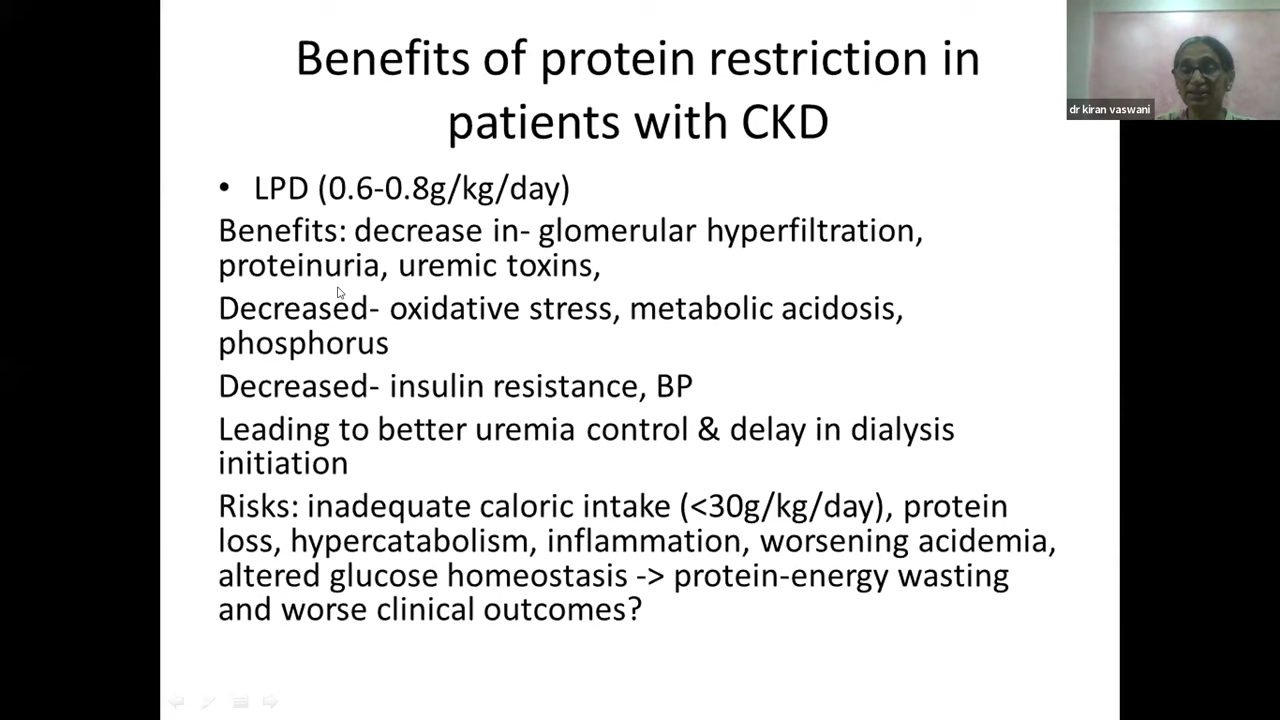 Benefits of protein restriction in
patients with CKD
dr kiran vaswani
• LPD (0.6-0.8g/kg/day)
Benefits: decrease in- glomerular hyperfiltration,
proteinuria, uremic toxins,
Decreased- oxidative stress, metabolic acidosis,
phosphorus
Decreased- insulin resistance, BP
Leading to better uremia control & delay in dialysis
initiation
Risks: inadequate caloric intake (<30g/kg/day), protein
loss, hypercatabolism, inflammation, worsening acidemia,
altered glucose homeostasis -> protein-energy wasting
and worse clinical outcomes?